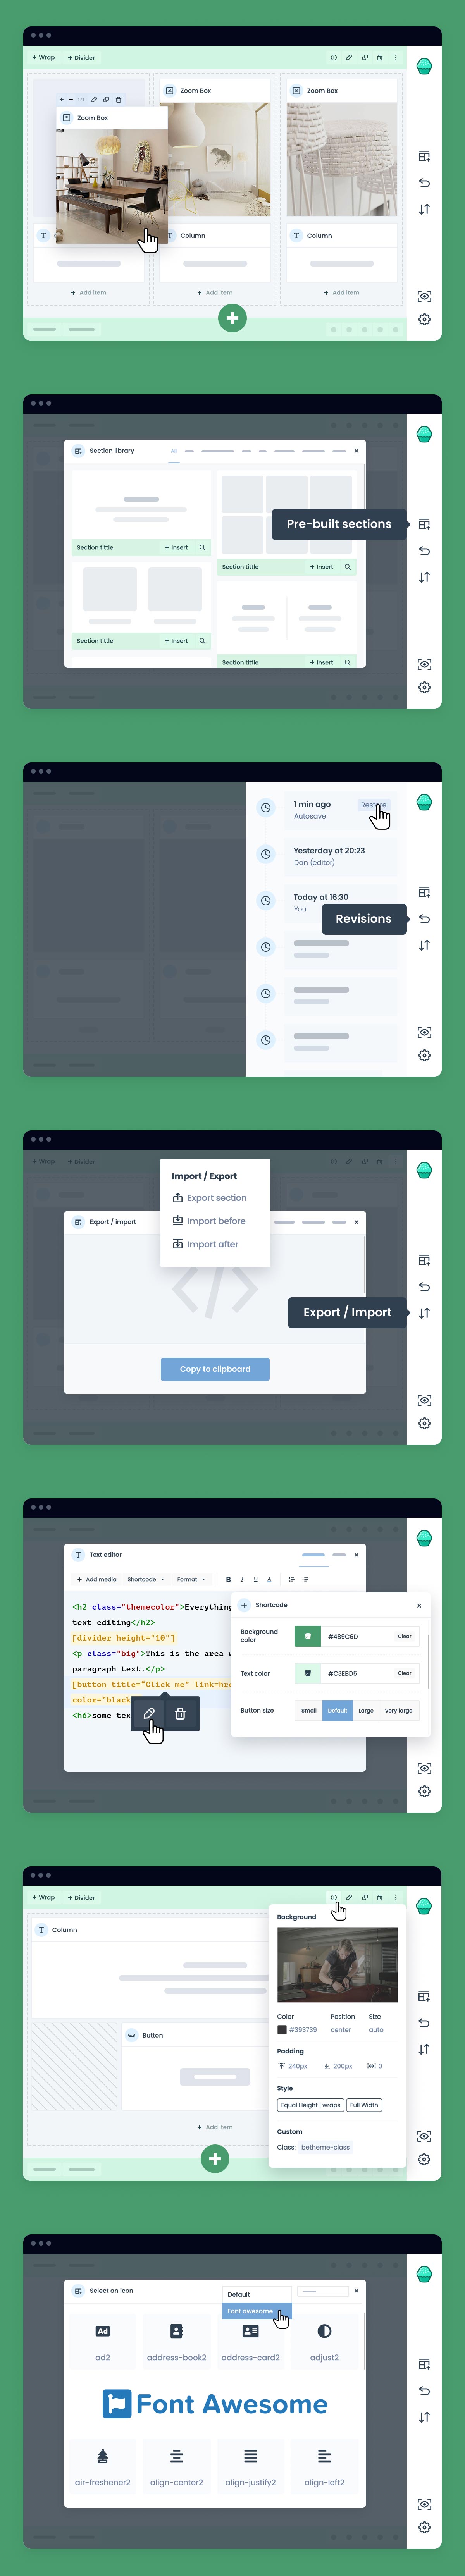 + Wrap + Divider
Zoom Box Zoom Box
Zoom Box
Column Column
+ Add item + Add item + Add item
Section library All
Pre-built sections
Section tittle + Insert
Section tittle + Insert
Section tittle + Insert
Section tittle + Insert
1 min ago Restore
Autosave
Yesterday at 20:23
Dan (editor)
Today at 16:30
You
Revisions
+ Wrap + Divider
Import / Export
Export section
Export / import
Import before
Import after
Export / Import
Copy to clipboard
Text editor
+ Add media Shortcode Format B I U A
Shortcode
<h2 class="themecolor">Everything
text editing</h2>
[divider height="10"]
<p class="big">This is the area
paragraph text.</p>
[button title="Click me" link=
color="black
<h6>some tex
Background
color
#489C6D Clear
Text color #C3EBD5 Clear
Button size Small Default Large Very large
+ Wrap + Divider
Background
Column
Color Position Size
#393739 center auto
Button
Padding
240px 200px 0
Style
Equal Height | wraps Full Width
+ Add item
Custom
Class: betheme-class
Select an icon
Default
Font awesome
Ad
ad2 address-book2 address-card2 adjust2
Font Awesome
air-freshener2 align-center2 align-justify2 align-left2